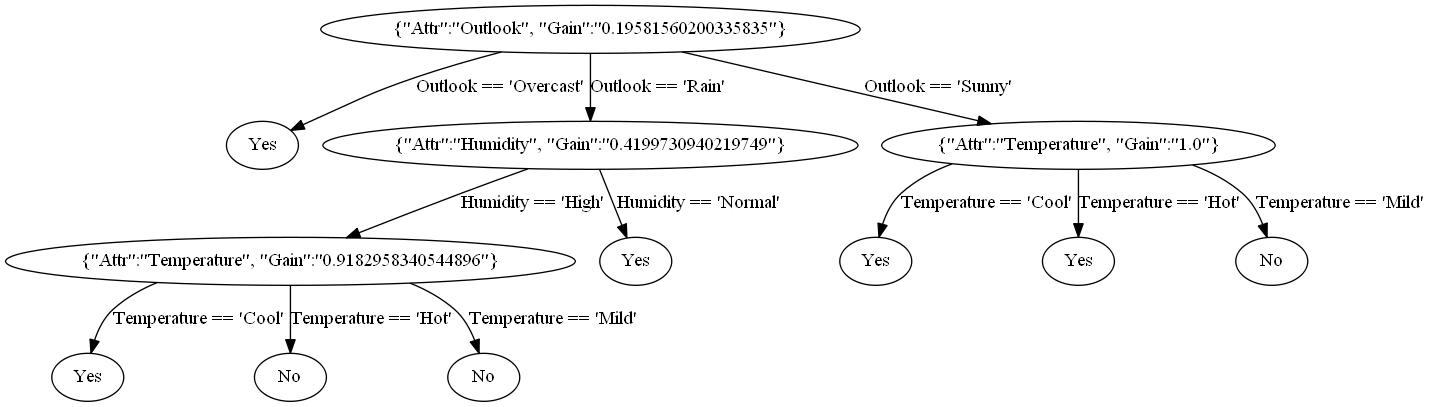 {"Attr":"Outlook", "Gain":"0.19581560200335835"}
Outlook == 'Overcast'
Outlook == 'Rain'
Outlook == 'Sunny'
Yes
{"Attr":"Humidity", "Gain":"0.4199730940219749"}
{"Attr":"Temperature", "Gain":"1.0"}
Humidity == 'High'
Humidity == 'Normal'
Temperature == 'Cool'
Temperature == 'Hot'
Temperature == 'Mild'
{"Attr":"Temperature", "Gain":"0.9182958340544896"}
Yes
Yes
Yes
No
Temperature == 'Cool'
Temperature == 'Hot'
Temperature == 'Mild'
Yes
No
No